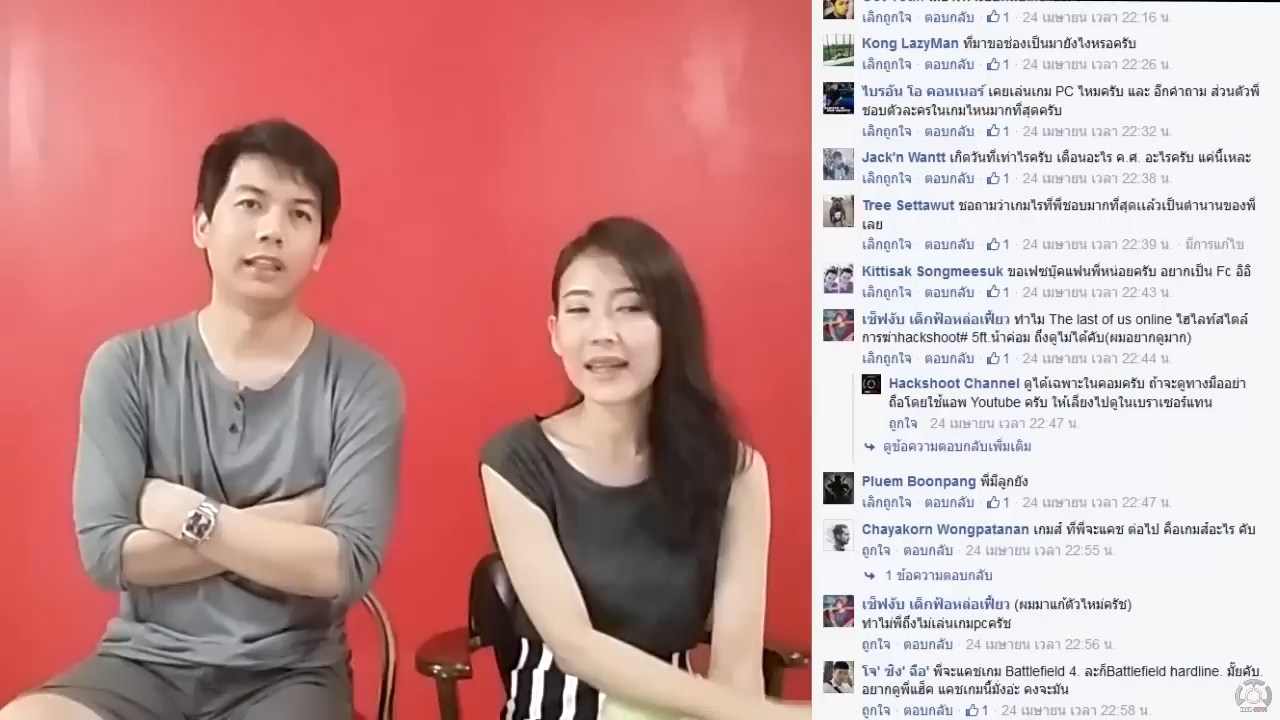 เลิกถูกใจ · ตอบกลับ · 1 · 24 เมษายน เวลา 22.16 น.
Kong LazyMan ที่มาขอช่องเป็นมายังไงหรอครับ
เลิกถูกใจ · ตอบกลับ · 1 · 24 เมษายน เวลา 22:26 น.
ไบรอัน โอ คอนเนอร์ เคยเล่นเกม PC ไหมครับ และ อีกคำถาม ส่วนตัวพี่
ชอบตัวละครในเกมไหนมากที่สุดครับ
เลิกถูกใจ · ตอบกลับ · 1 · 24 เมษายน เวลา 22:32 น.
Jack'n Wantt เกิดวันที่เท่าไรครับ เดือนอะไร ค.ศ. อะไรครับ แค่นี้เหละ
เลิกถูกใจ · ตอบกลับ · 1 · 24 เมษายน เวลา 22:38 น.
Tree Settawut ขอถามว่าเกมไรที่พี่ชอบมากที่สุดเเล้วเป็นตำนานของพี่
เลย
เลิกถูกใจ · ตอบกลับ · 1 · 24 เมษายน เวลา 22:39 น. · มีการแก้ไข
Kittisak Songmeesuk ขอเฟซบุ๊คแฟนพี่หน่อยครับ อยากเป็น Fc อิอิ
เลิกถูกใจ · ตอบกลับ · 1 · 24 เมษายน เวลา 22:43 น.
เซ็ฟงับ เด็กฟ้อหล่อเฟี้ยว ทำไม The last of us online ไฮไลท์สไตล์
การฆ่าhackshoot# 5ft.น้าค่อม ถึงดูไม่ได้คับ(ผมอยากดูมาก)
เลิกถูกใจ · ตอบกลับ · 1 · 24 เมษายน เวลา 22:44 น.
Hackshoot Channel ดูได้เฉพาะในคอมครับ ถ้าจะดูทางมือถืออย่า
ถือโดยใช้แอพ Youtube ครับ ให้เลี่ยงไปดูในเบราเซอร์แทน
ถูกใจ · 24 เมษายน เวลา 22:47 น.
ดูข้อความตอบกลับเพิ่มเติม
Pluem Boonpang พี่มีลูกยัง
เลิกถูกใจ · ตอบกลับ · 1 · 24 เมษายน เวลา 22:47 น.
Chayakorn Wongpatanan เกมส์ ที่พี่จะแคช ต่อไป คือเกมส์อะไร คับ
ถูกใจ · ตอบกลับ · 24 เมษายน เวลา 22:55 น.
1 ข้อความตอบกลับ
เซ็ฟงับ เด็กฟ้อหล่อเฟี้ยว (ผมมาแก้ตัวไหม่ครัช)
ทำไมพี่ถึงไม่เล่นเกมpcครัช
ถูกใจ · ตอบกลับ · 24 เมษายน เวลา 22:56 น.
โจ' ซิง' ฉือ' พี่จะแคชเกม Battlefield 4. ละก็Battlefield hardline. มั้ยคับ.
อยากดูพี่แฮ็ค แคชเกมนี้มั่งอ่ะ คงจะมัน
ถูกใจ · ตอบกลับ · 1 · 24 เมษายน เวลา 22:58 น.